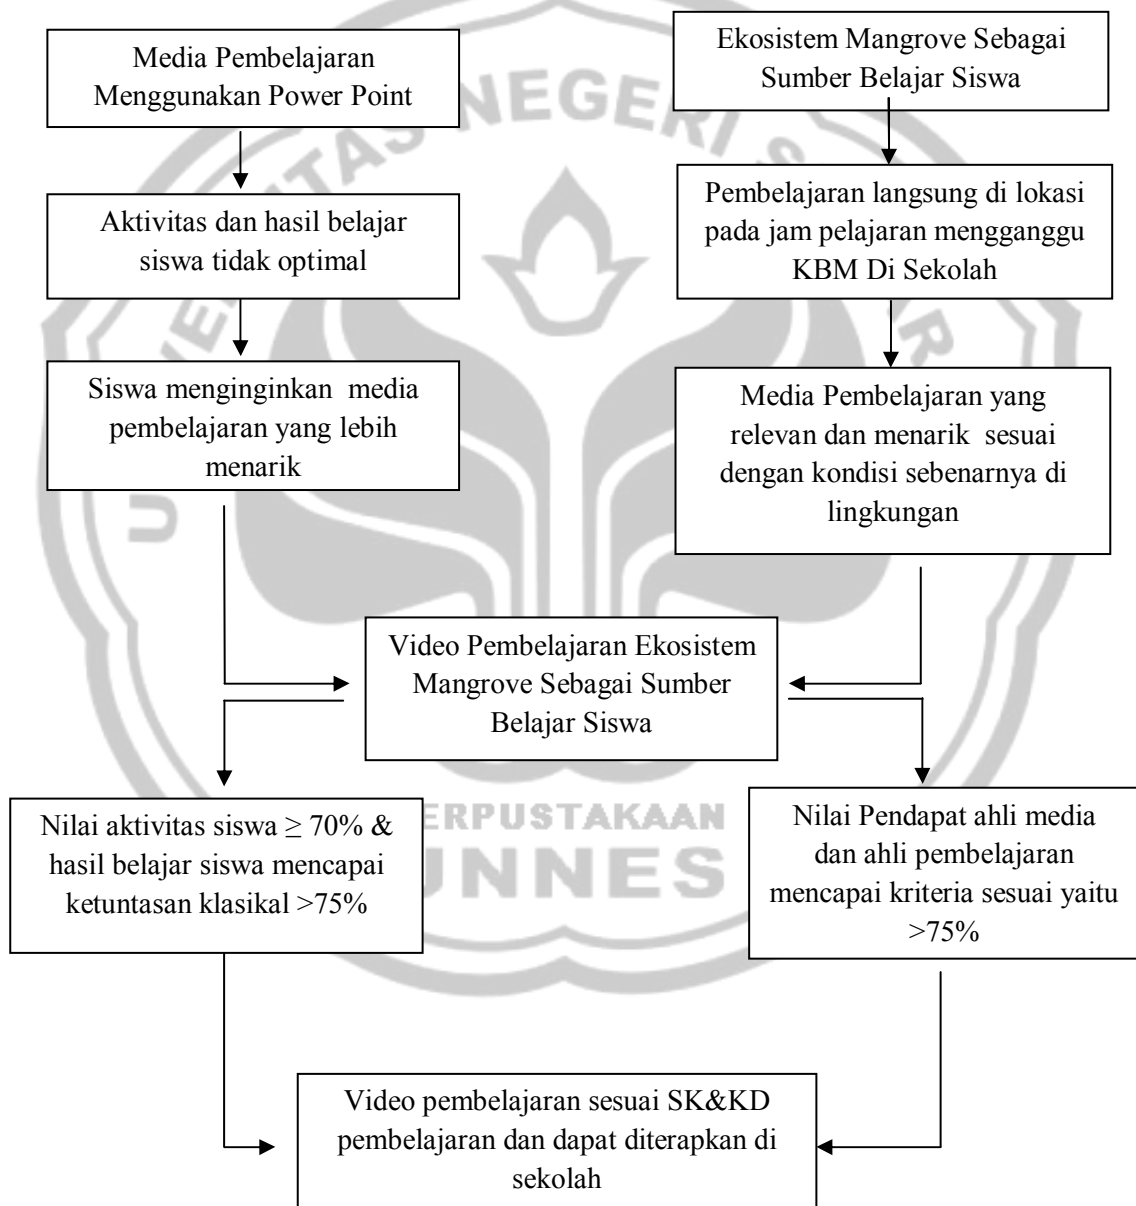 Media Pembelajaran
Menggunakan Power Point
Ekosistem Mangrove Sebagai
Sumber Belajar Siswa
Aktivitas dan hasil belajar
siswa tidak optimal
Pembelajaran langsung di lokasi
pada jam pelajaran mengganggu
KBM Di Sekolah
Siswa menginginkan media
pembelajaran yang lebih
menarik
Media Pembelajaran yang
relevan dan menarik sesuai
dengan kondisi sebenarnya di
lingkungan
Video Pembelajaran Ekosistem
Mangrove Sebagai Sumber
Belajar Siswa
Nilai aktivitas siswa ≥ 70% &
hasil belajar siswa mencapai
ketuntasan klasikal >75%
Nilai Pendapat ahli media
dan ahli pembelajaran
mencapai kriteria sesuai yaitu
>75%
Video pembelajaran sesuai SK&KD
pembelajaran dan dapat diterapkan di
sekolah
NEGERI
ERPUSTAKAAN
UNNES